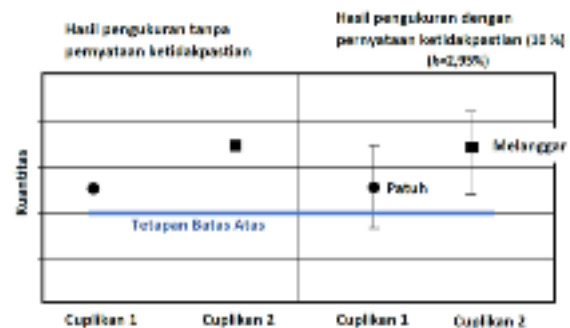 Hasil pengukuran tanpa
pernyataan ketidakpastian
Hasil pengukuran dengan
pernyataan ketidakpastian (10 %)
(k=2,95%)
Kuantitas
Melanggar
Patuh
Tetapan Batas Atas
Cuplikan 1
Cuplikan 2
Cuplikan 1
Cuplikan 2